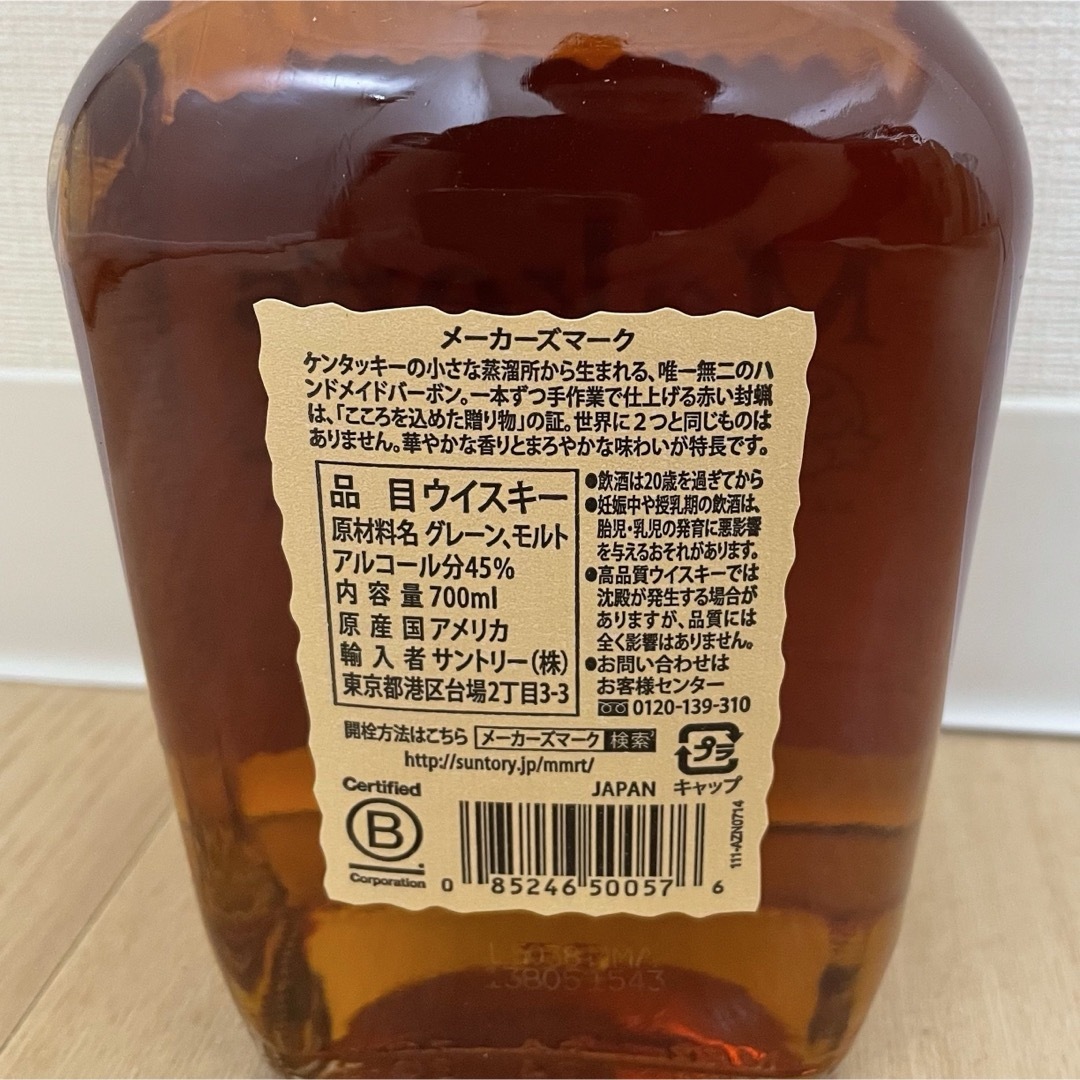 メーカーズマーク
ケンタッキーの小さな蒸溜所から生まれる、唯一無二のハ
ンドメイドバーボン。一本ずつ手作業で仕上げる赤い封蝋
は、「こころを込めた贈り物」の証。世界に2つと同じものは
ありません。華やかな香りとまろやかな味わいが特長です。
品 目 ウイスキー
原材料名 グレーン、モルト
アルコール分45%
内容量 700ml
原産国 アメリカ
輸入者 サントリー(株)
東京都港区台場2丁目3-3
●飲酒は20歳を過ぎてから
●妊娠中や授乳期の飲酒は、
胎児・乳児の発育に悪影響
を与えるおそれがあります。
●高品質ウイスキーでは
沈殿が発生する場合が
ありますが、品質には
全く影響はありません。
●お問い合わせは
お客様センター
0120-139-310
開栓方法はこちら メーカーズマーク 検索
http://suntory.jp/mmrt/
プラ
JAPAN キャップ
Certified
B
Corporation
0 85246 50057 6
111-AZN0714